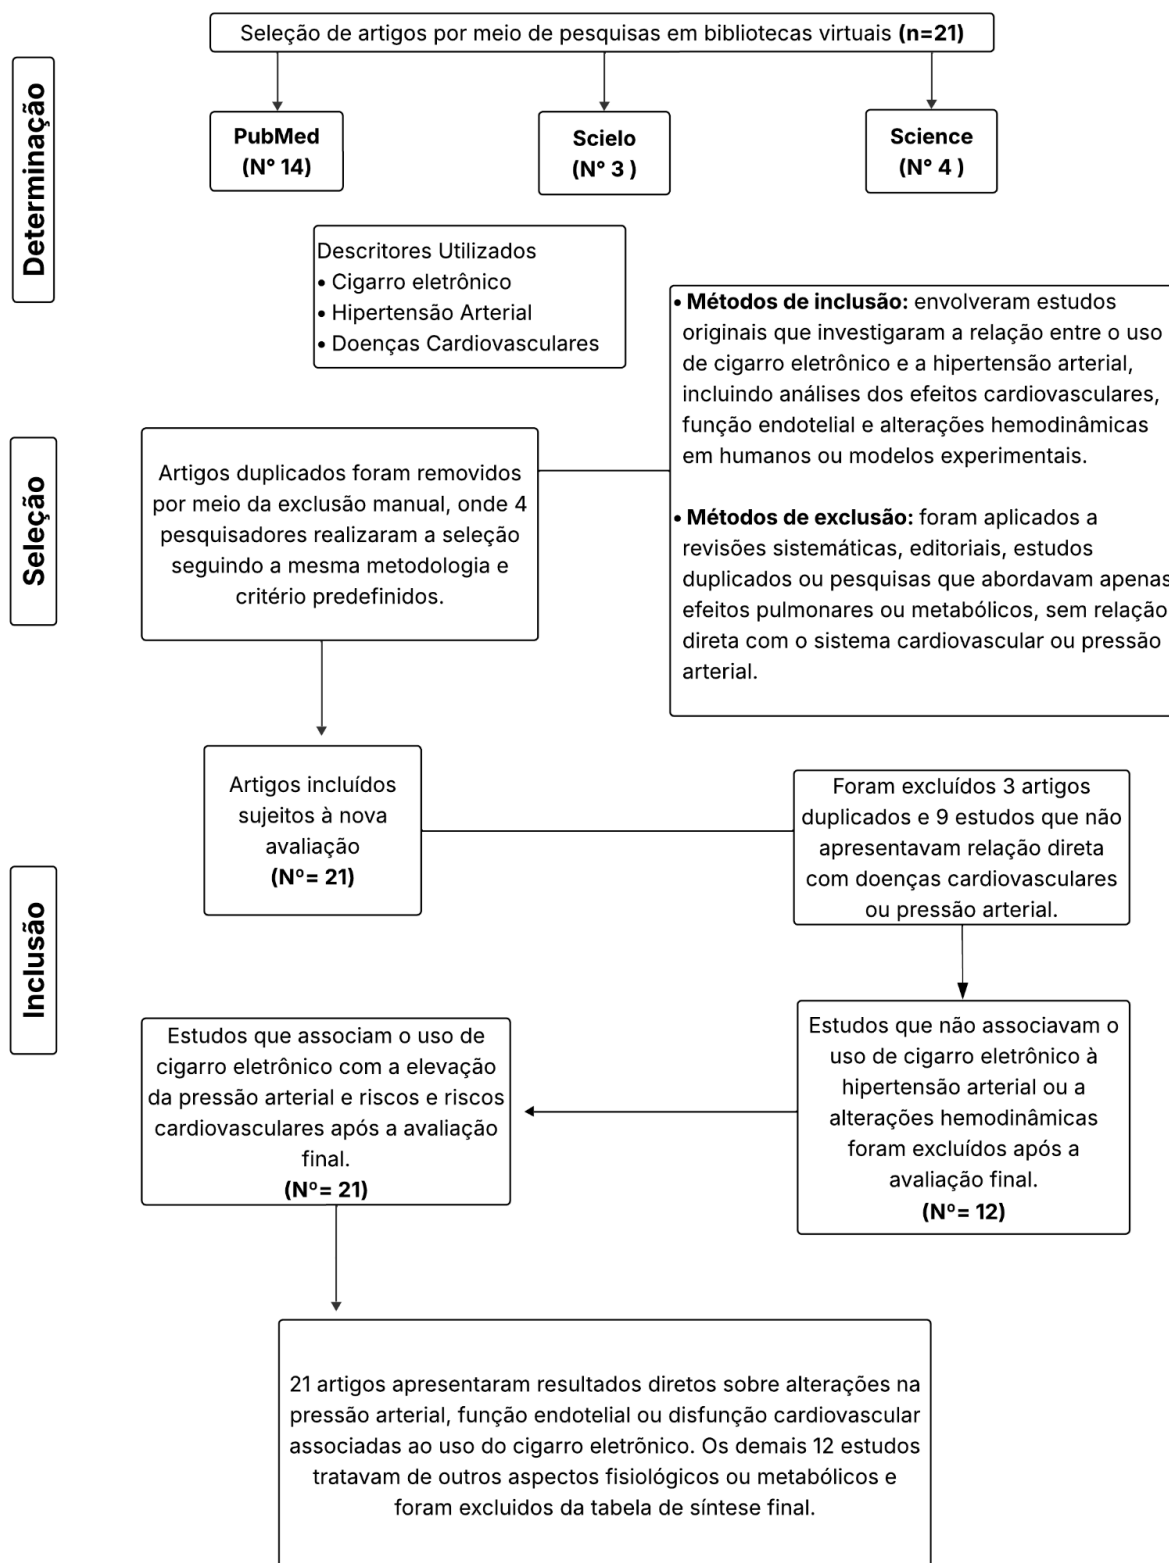 Seleção de artigos por meio de pesquisas em bibliotecas virtuais (n=21)
Determinação
PubMed
(N° 14)
Scielo
(N° 3 )
Science
(N° 4 )
Descritores Utilizados
• Cigarro eletrônico
• Hipertensão Arterial
• Doenças Cardiovasculares
• Métodos de inclusão: envolveram estudos
originais que investigaram a relação entre o uso
de cigarro eletrônico e a hipertensão arterial,
incluindo análises dos efeitos cardiovasculares,
função endotelial e alterações hemodinâmicas
em humanos ou modelos experimentais.
• Métodos de exclusão: foram aplicados a
revisões sistemáticas, editoriais, estudos
duplicados ou pesquisas que abordavam apenas
efeitos pulmonares ou metabólicos, sem relação
direta com o sistema cardiovascular ou pressão
arterial.
Seleção
Artigos duplicados foram removidos
por meio da exclusão manual, onde 4
pesquisadores realizaram a seleção
seguindo a mesma metodologia e
critério predefinidos.
Artigos incluídos
sujeitos à nova
avaliação
(Nº= 21)
Foram excluídos 3 artigos
duplicados e 9 estudos que não
apresentavam relação direta
com doenças cardiovasculares
ou pressão arterial.
Inclusão
Estudos que associam o uso de
cigarro eletrônico com a elevação
da pressão arterial e riscos e riscos
cardiovasculares após a avaliação
final.
(Nº= 21)
Estudos que não associavam o
uso de cigarro eletrônico à
hipertensão arterial ou a
alterações hemodinâmicas
foram excluídos após a
avaliação final.
(Nº= 12)
21 artigos apresentaram resultados diretos sobre alterações na
pressão arterial, função endotelial ou disfunção cardiovascular
associadas ao uso do cigarro eletrõnico. Os demais 12 estudos
tratavam de outros aspectos fisiológicos ou metabólicos e
foram excluidos da tabela de síntese final.